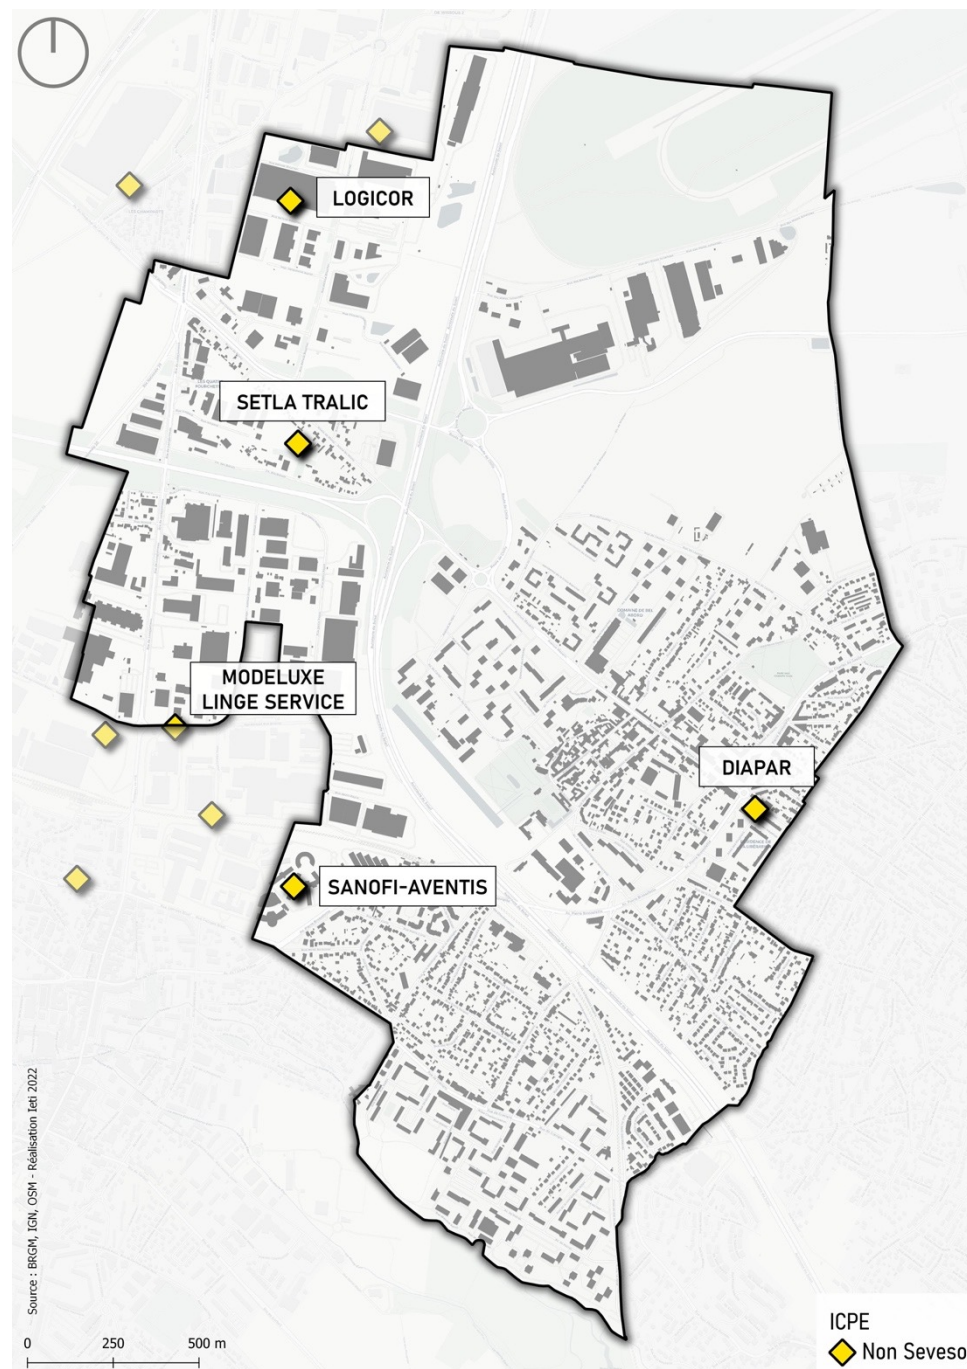 LOGICOR
SETLA TRALIC
MODELUXE
LINGE SERVICE
DIAPAR
SANOFI-AVENTIS
Source : BRGM, IGN, OSM - Réalisation Ieti 2022
0 250 500 m
ICPE
Non Seveso